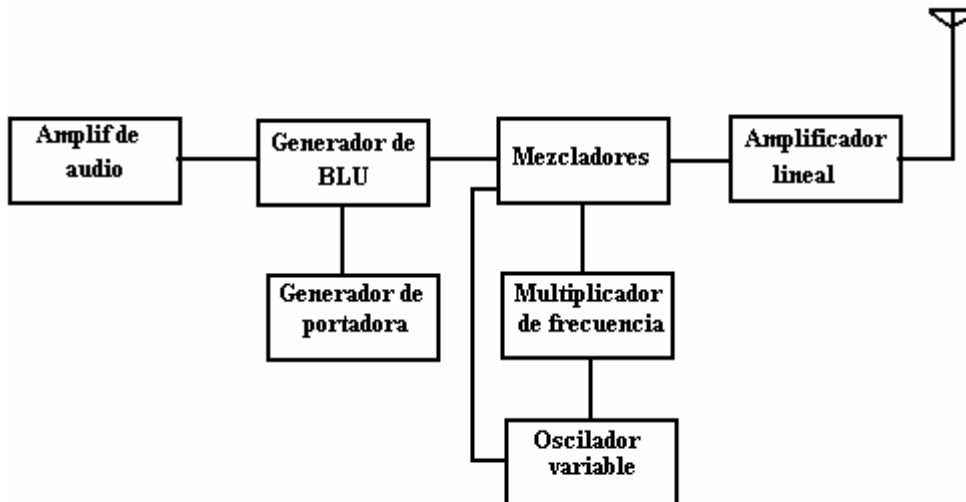 Amplif de
audio
Generador de
BLU
Mezcladores
Amplificador
lineal
Generador de
portadora
Multiplicador
de frecuencia
Oscilador
variable